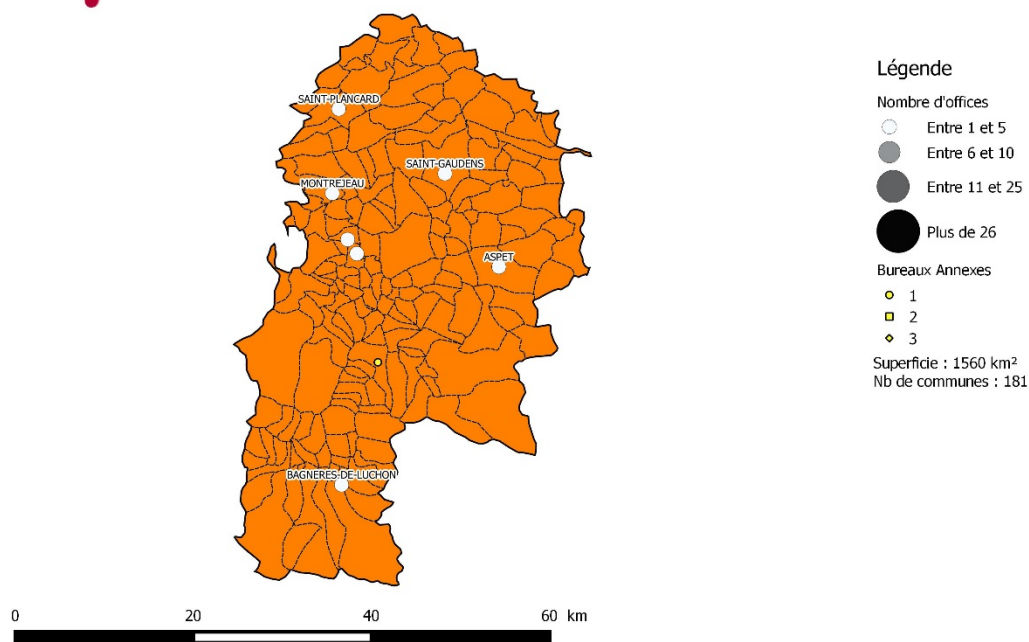 SAINT-PLANCARD
SAINT-GAUDENS
MONTREJEAU
ASPET
BAGNERES-DE-LUCHON
Légende
Nombre d'offices
Entre 1 et 5
Entre 6 et 10
Entre 11 et 25
Plus de 26
Bureaux Annexes
1
2
3
Superficie : 1560 km²
Nb de communes : 181
0 20 40 60 km